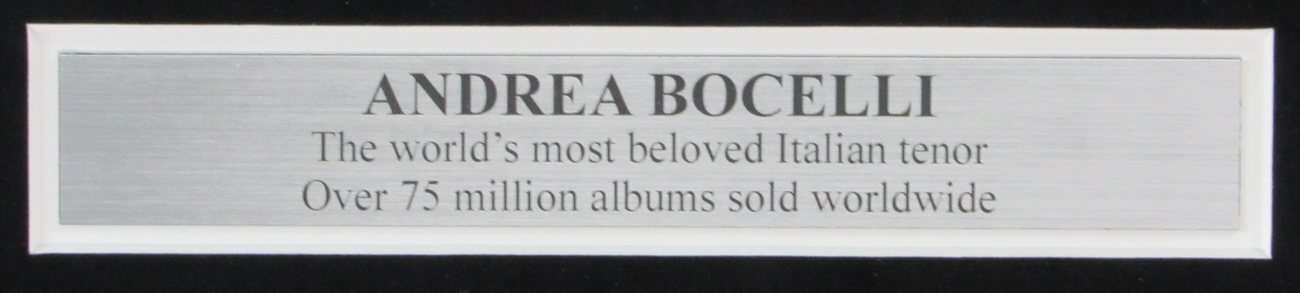 ANDREA BOCELLI
The world's most beloved Italian tenor
Over 75 million albums sold worldwide